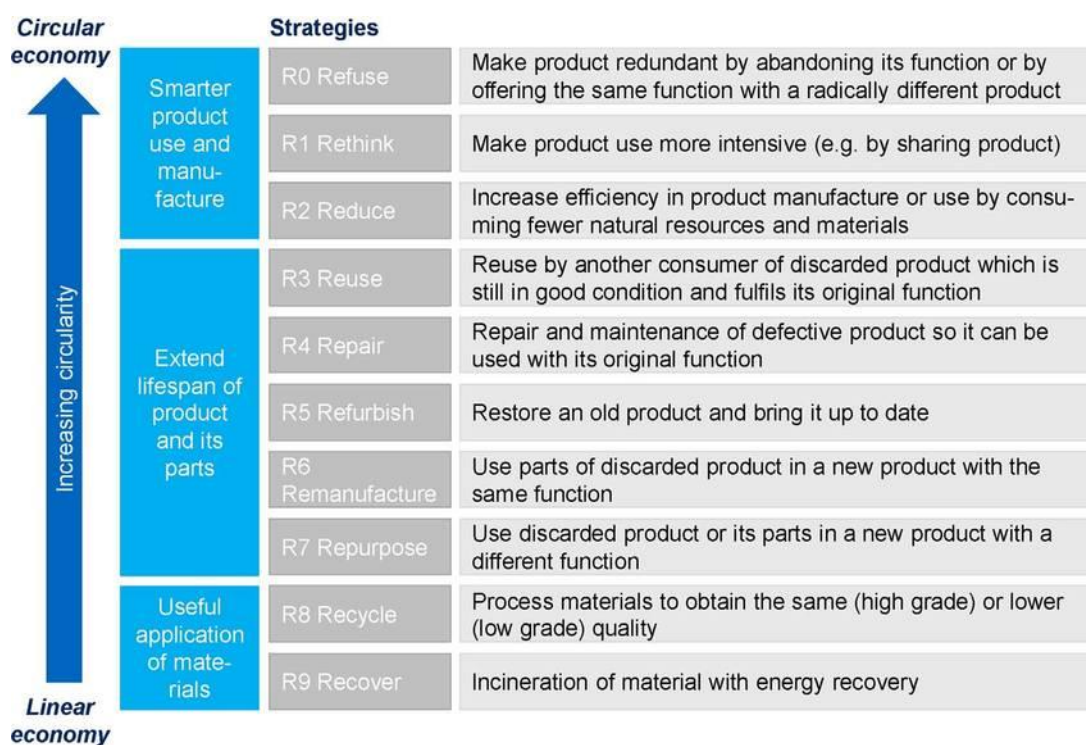 Circular
economy
Strategies
Increasing circularity
Linear
economy
Smarter
product
use and
manu-
facture
R0 Refuse
Make product redundant by abandoning its function or by
offering the same function with a radically different product
R1 Rethink
Make product use more intensive (e.g. by sharing product)
R2 Reduce
Increase efficiency in product manufacture or use by consu-
ming fewer natural resources and materials
Extend
lifespan of
product
and its
parts
R3 Reuse
Reuse by another consumer of discarded product which is
still in good condition and fulfils its original function
R4 Repair
Repair and maintenance of defective product so it can be
used with its original function
R5 Refurbish
Restore an old product and bring it up to date
R6
Remanufacture
Use parts of discarded product in a new product with the
same function
R7 Repurpose
Use discarded product or its parts in a new product with a
different function
Useful
application
of mate-
rials
R8 Recycle
Process materials to obtain the same (high grade) or lower
(low grade) quality
R9 Recover
Incineration of material with energy recovery